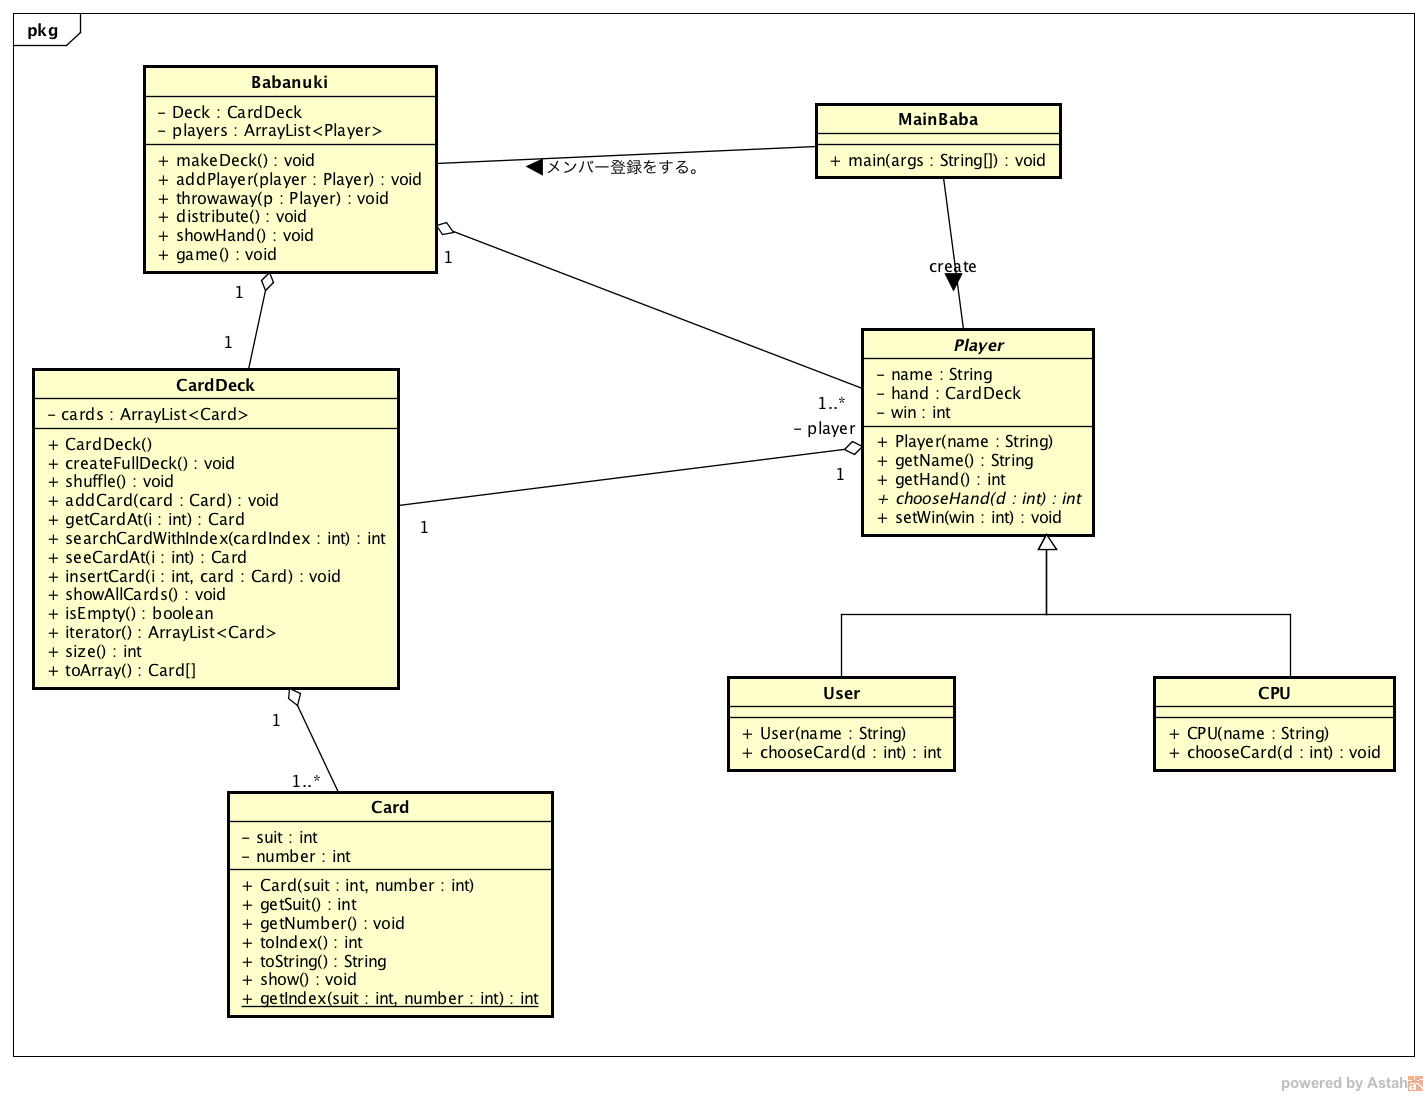 pkg
Babanuki
- Deck : CardDeck
- players : ArrayList<Player>
+ makeDeck() : void
+ addPlayer(player : Player) : void
+ throwaway(p : Player) : void
+ distribute() : void
+ showHand() : void
+ game() : void
MainBaba
+ main(args : String[]) : void
メンバー登録をする。
1
1
1
create
1..*
- player
1
1
Player
- name : String
- hand : CardDeck
- win : int
+ Player(name : String)
+ getName() : String
+ getHand() : int
+ chooseHand(d : int) : int
+ setWin(win : int) : void
CardDeck
- cards : ArrayList<Card>
+ CardDeck()
+ createFullDeck() : void
+ shuffle() : void
+ addCard(card : Card) : void
+ getCardAt(i : int) : Card
+ searchCardWithIndex(cardIndex : int) : int
+ seeCardAt(i : int) : Card
+ insertCard(i : int, card : Card) : void
+ showAllCards() : void
+ isEmpty() : boolean
+ iterator() : ArrayList<Card>
+ size() : int
+ toArray() : Card[]
User
+ User(name : String)
+ chooseCard(d : int) : int
CPU
+ CPU(name : String)
+ chooseCard(d : int) : void
1
1..*
Card
- suit : int
- number : int
+ Card(suit : int, number : int)
+ getSuit() : int
+ getNumber() : void
+ toIndex() : int
+ toString() : String
+ show() : void
+ getIndex(suit : int, number : int) : int
powered by Astah